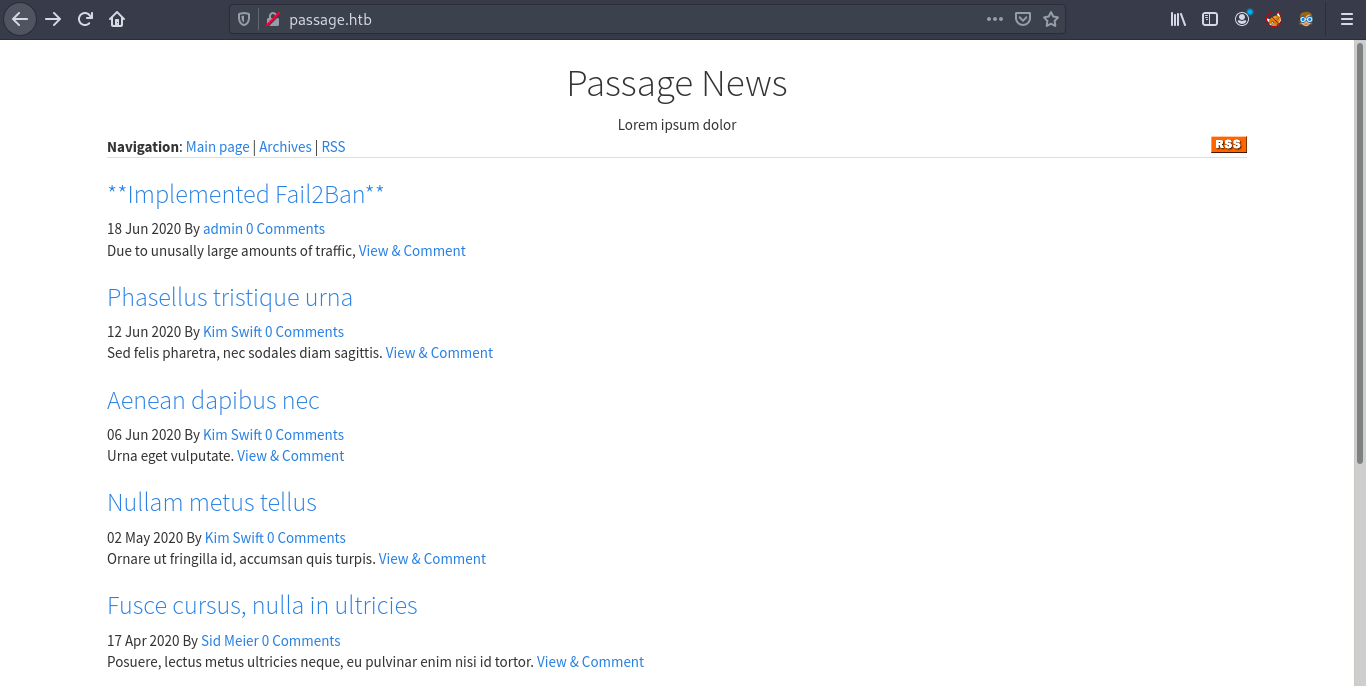 passage.htb
Passage News
Lorem ipsum dolor
Navigation: Main page | Archives | RSS
RSS
**Implemented Fail2Ban**
18 Jun 2020 By admin 0 Comments
Due to unusally large amounts of traffic, View & Comment
Phasellus tristique urna
12 Jun 2020 By Kim Swift 0 Comments
Sed felis pharetra, nec sodales diam sagittis. View & Comment
Aenean dapibus nec
06 Jun 2020 By Kim Swift 0 Comments
Urna eget vulputate. View & Comment
Nullam metus tellus
02 May 2020 By Kim Swift 0 Comments
Ornare ut fringilla id, accumsan quis turpis. View & Comment
Fusce cursus, nulla in ultricies
17 Apr 2020 By Sid Meier 0 Comments
Posuere, lectus metus ultricies neque, eu pulvinar enim nisi id tortor. View & Comment